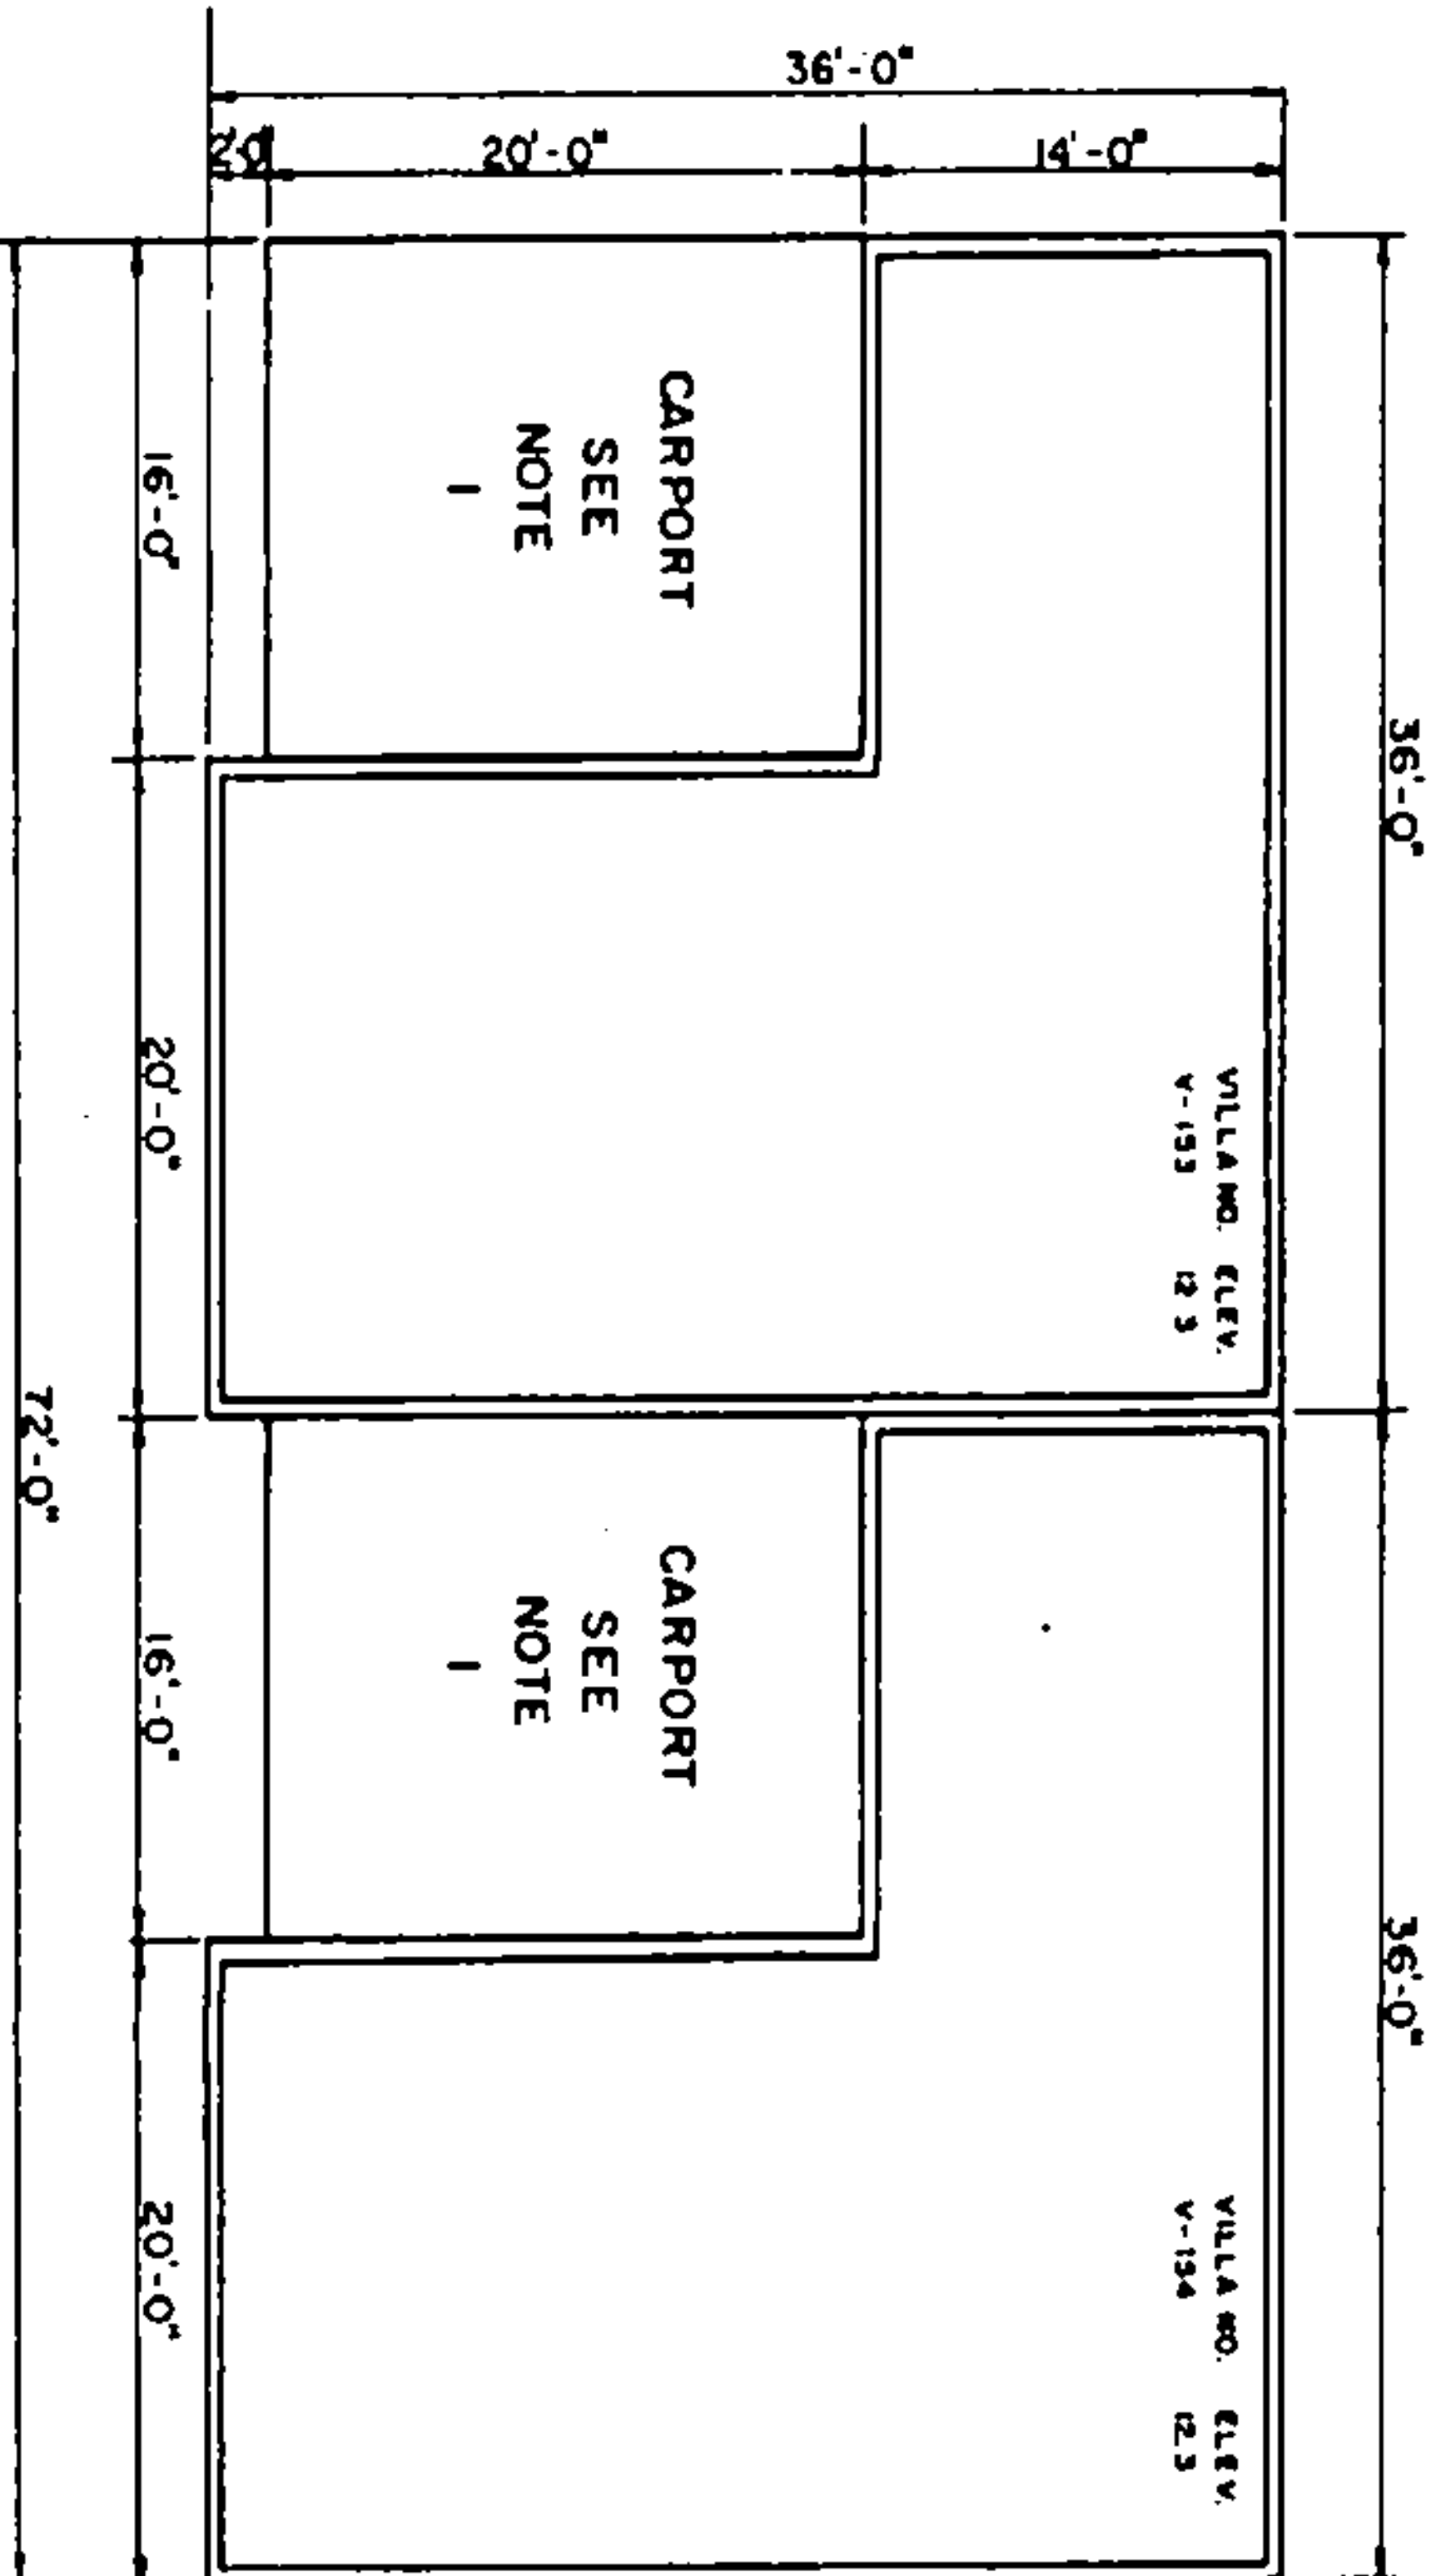 36'-0"
2'-0
20'-0"
14'-0"
36'-0"
36'-0"
VILLA NO. ELEV.
V-153 12.3
VILLA NO. ELEV.
V-154 12.3
CARPORT
SEE
NOTE
1
CARPORT
SEE
NOTE
1
16'-0"
20'-0"
16'-0"
20'-0"
72'-0"